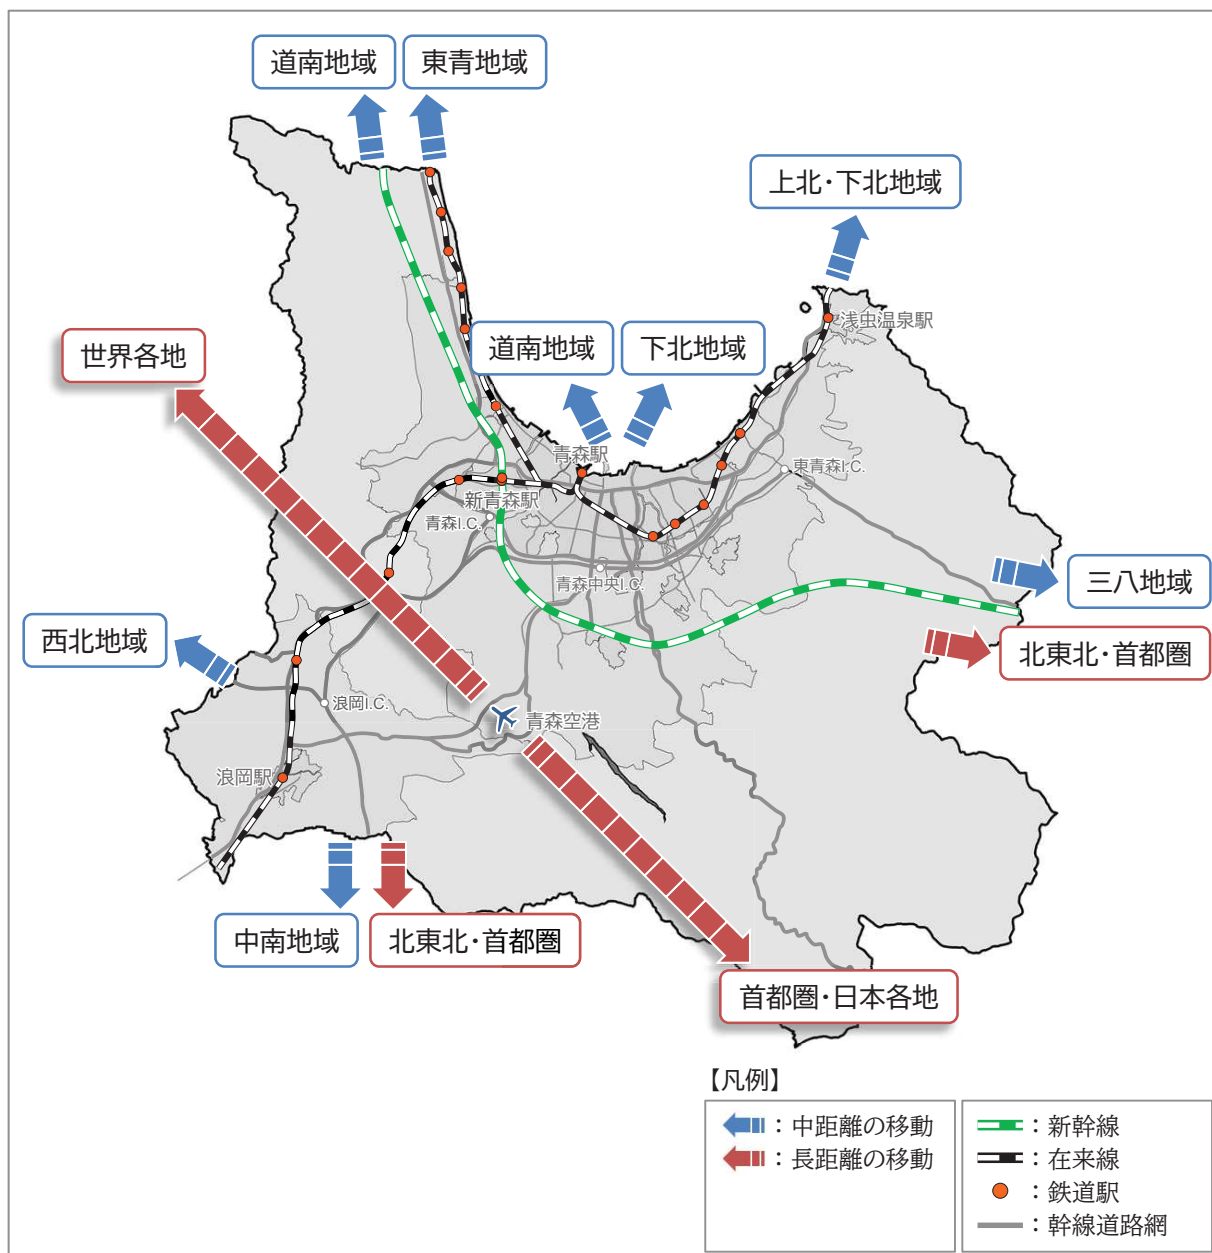 道南地域
東青地域
上北・下北地域
浅虫温泉駅
世界各地
道南地域
下北地域
青森駅
東青森I.C.
新青森駅
青森I.C.
青森中央I.C.
三八地域
西北地域
北東北・首都圏
浪岡I.C.
青森空港
浪岡駅
中南地域
北東北・首都圏
首都圏・日本各地
【凡例】
：中距離の移動
：長距離の移動
：新幹線
：在来線
：鉄道駅
：幹線道路網